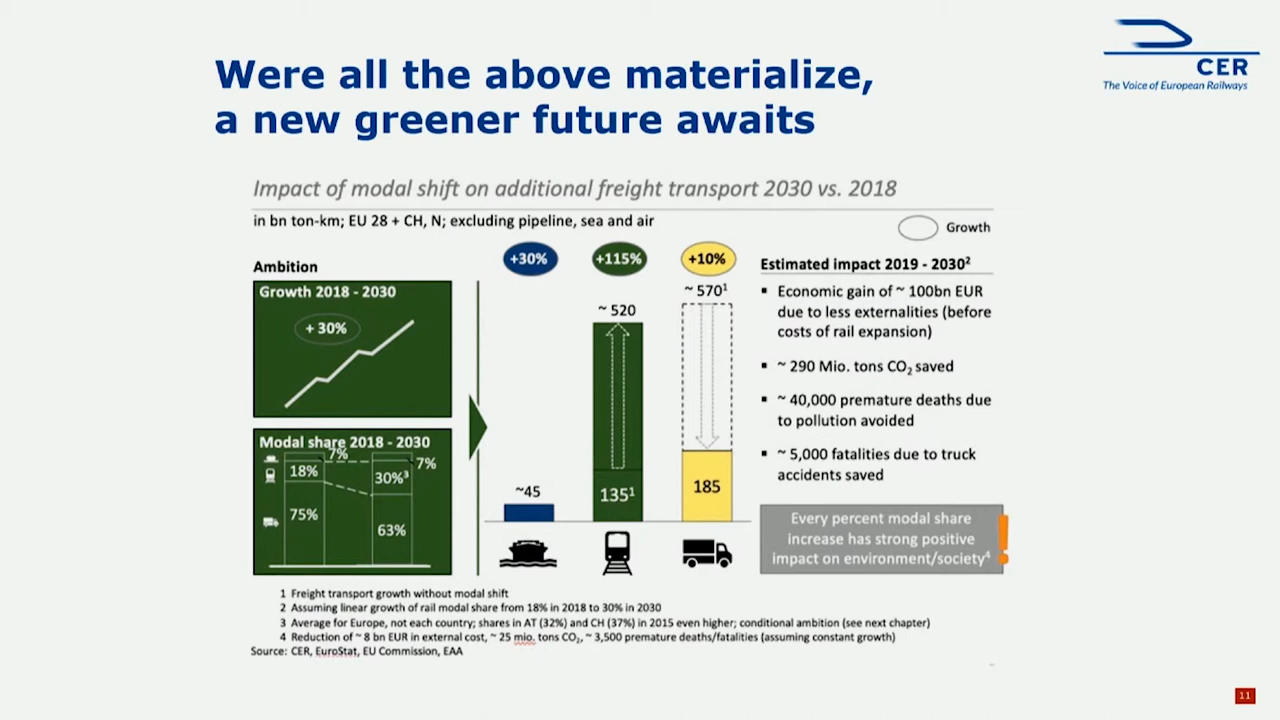 Were all the above materialize,
a new greener future awaits
CER
The Voice of European Railways
Impact of modal shift on additional freight transport 2030 vs. 2018
in bn ton-km; EU 28 + CH, N; excluding pipeline, sea and air
Growth
Ambition
Growth 2018 - 2030
+ 30%
Modal share 2018 - 2030
7%
7%
18%
30%³
75%
63%
+30%
+115%
+10%
~45
~ 520
135¹
~ 570¹
185
Estimated impact 2019 - 2030²
▪ Economic gain of ~ 100bn EUR
due to less externalities (before
costs of rail expansion)
▪ ~ 290 Mio. tons CO₂ saved
▪ ~ 40,000 premature deaths due
to pollution avoided
▪ ~ 5,000 fatalities due to truck
accidents saved
Every percent modal share
increase has strong positive
impact on environment/society⁴
!
1 Freight transport growth without modal shift
2 Assuming linear growth of rail modal share from 18% in 2018 to 30% in 2030
3 Average for Europe, not each country; shares in AT (32%) and CH (37%) in 2015 even higher; conditional ambition (see next chapter)
4 Reduction of ~ 8 bn EUR in external cost, ~ 25 mio. tons CO₂, ~ 3,500 premature deaths/fatalities (assuming constant growth)
Source: CER, EuroStat, EU Commission, EAA
11